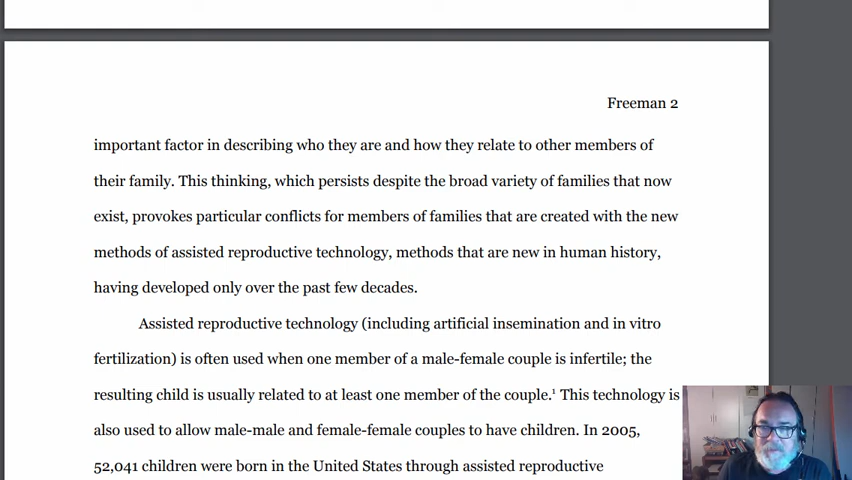 Freeman 2
important factor in describing who they are and how they relate to other members of
their family. This thinking, which persists despite the broad variety of families that now
exist, provokes particular conflicts for members of families that are created with the new
methods of assisted reproductive technology, methods that are new in human history,
having developed only over the past few decades.
Assisted reproductive technology (including artificial insemination and in vitro
fertilization) is often used when one member of a male-female couple is infertile; the
resulting child is usually related to at least one member of the couple.¹ This technology is
also used to allow male-male and female-female couples to have children. In 2005,
52,041 children were born in the United States through assisted reproductive